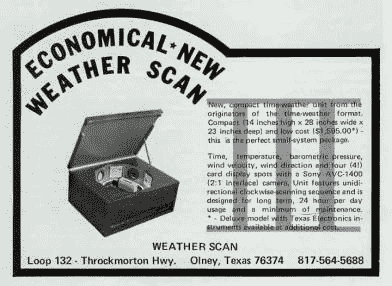 ECONOMICAL★NEW
WEATHER SCAN
New, compact time-weather unit from the
originators of the time-weather format.
Compact (14 inches high x 28 inches wide x
23 inches deep) and low cost ($1,595.00*) -
this is the perfect small-system package.
Time, temperature, barometric pressure,
wind velocity, wind direction and four (4!)
card display spots with a Sony AVC-1400
(2:1 interlace) camera. Unit features unidi-
rectional clockwise scanning sequence and is
designed for long term, 24 hour per day
usage and a minimum of maintenance.
* - Deluxe model with Texas Electronics in-
struments available at additional cost.
WEATHER SCAN
Loop 132 - Throckmorton Hwy. Olney, Texas 76374 817-564-5688